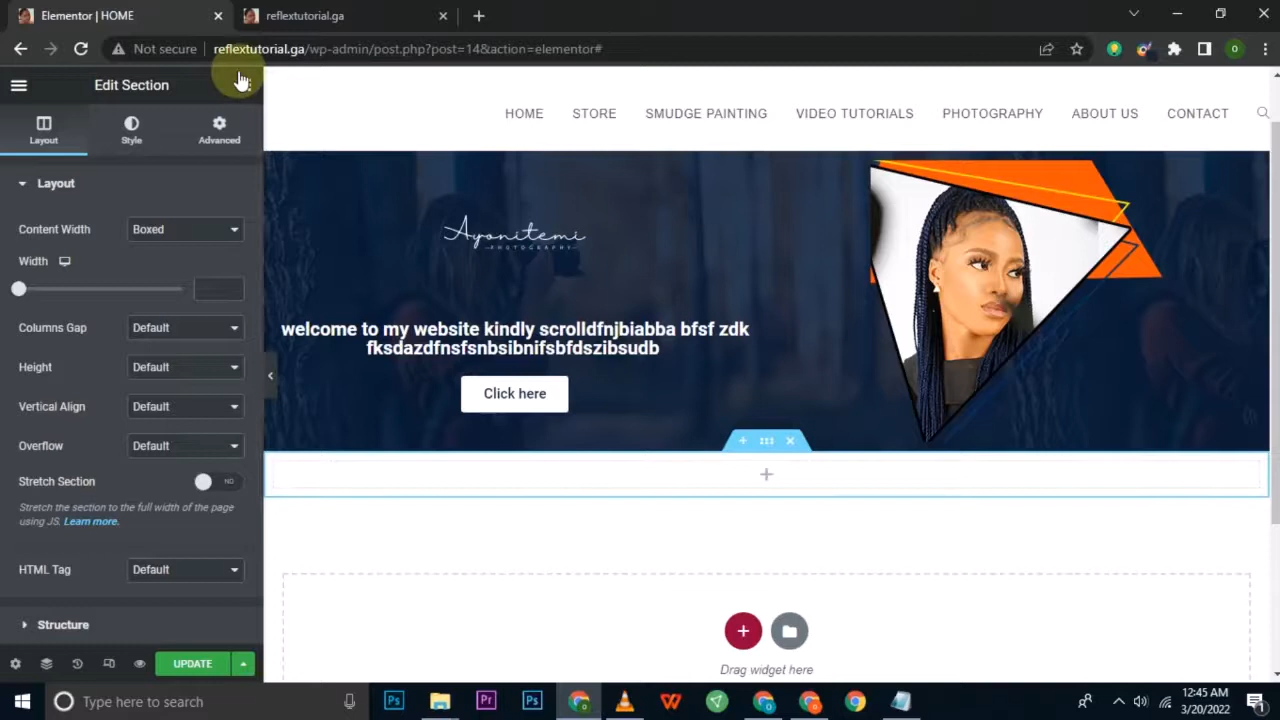 Elementor | HOME
reflextutorial.ga
Not secure
reflextutorial.ga/wp-admin/post.php?post=14&action=elementor#
Edit Section
Layout
Style
Advanced
Layout
Content Width
Boxed
Width
Columns Gap
Default
Height
Default
Vertical Align
Default
Overflow
Default
Stretch Section
NO
Stretch the section to the full width of the page
using JS. Learn more.
HTML Tag
Default
Structure
UPDATE
HOME
STORE
SMUDGE PAINTING
VIDEO TUTORIALS
PHOTOGRAPHY
ABOUT US
CONTACT
Ayonitemi
PHOTOGRAPHY
welcome to my website kindly scrolldfnjbiabba bfsf zdk
fksdazdfnsfsnbsibnifsbfdszibsudb
Click here
Drag widget here
Type here to search
Ps
Pr
Ps
12:45 AM
3/20/2022